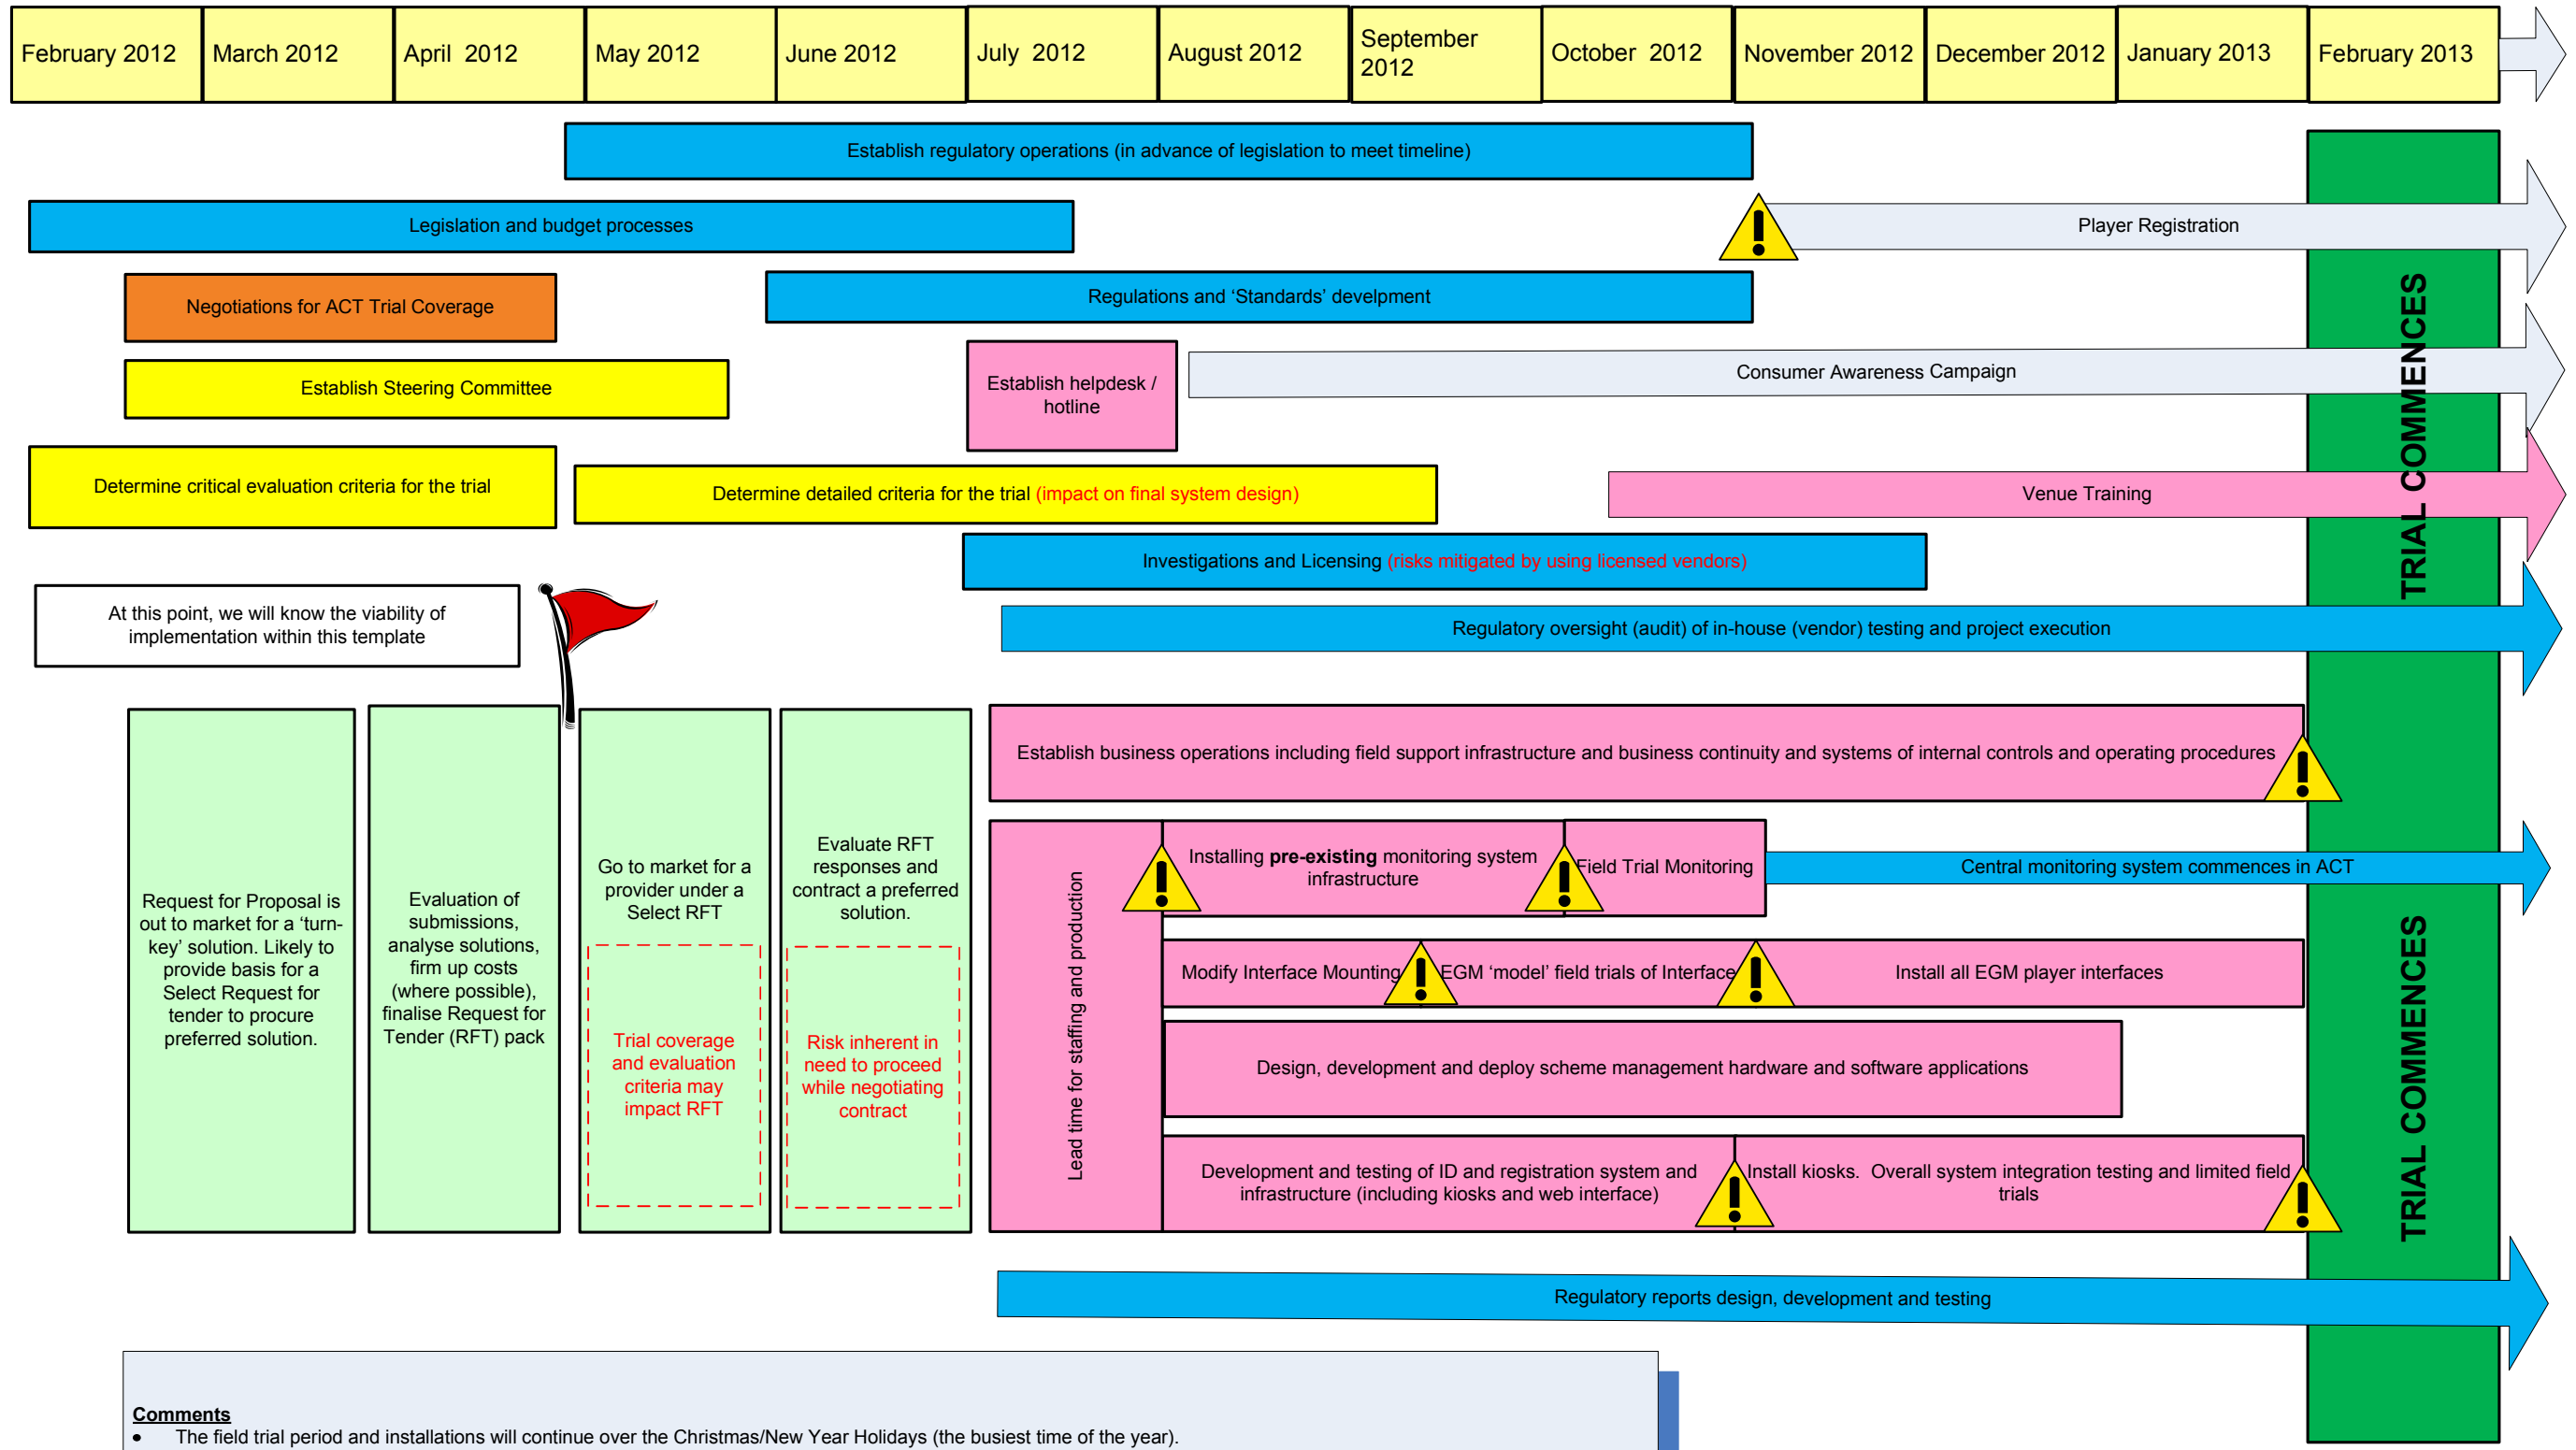 February 2012
March 2012
April 2012
May 2012
June 2012
July 2012
August 2012
September
2012
October 2012
November 2012
December 2012
January 2013
February 2013
Establish regulatory operations (in advance of legislation to meet timeline)
Legislation and budget processes
Player Registration
Negotiations for ACT Trial Coverage
Regulations and ‘Standards’ develpment
Establish Steering Committee
Establish helpdesk /
hotline
Consumer Awareness Campaign
Determine critical evaluation criteria for the trial
Determine detailed criteria for the trial (impact on final system design)
Venue Training
TRIAL COMMENCES
Investigations and Licensing (risks mitigated by using licensed vendors)
At this point, we will know the viability of
implementation within this template
Regulatory oversight (audit) of in-house (vendor) testing and project execution
Request for Proposal is
out to market for a ‘turn-
key’ solution. Likely to
provide basis for a
Select Request for
tender to procure
preferred solution.
Evaluation of
submissions,
analyse solutions,
firm up costs
(where possible),
finalise Request for
Tender (RFT) pack
Go to market for a
provider under a
Select RFT
Trial coverage
and evaluation
criteria may
impact RFT
Evaluate RFT
responses and
contract a preferred
solution.
Risk inherent in
need to proceed
while negotiating
contract
Establish business operations including field support infrastructure and business continuity and systems of internal controls and operating procedures
Lead time for staffing and production
Installing pre-existing monitoring system
infrastructure
Field Trial Monitoring
Central monitoring system commences in ACT
Modify Interface Mounting
EGM ‘model’ field trials of Interface
Install all EGM player interfaces
Design, development and deploy scheme management hardware and software applications
Development and testing of ID and registration system and
infrastructure (including kiosks and web interface)
Install kiosks. Overall system integration testing and limited field
trials
TRIAL COMMENCES
Regulatory reports design, development and testing
Comments
• The field trial period and installations will continue over the Christmas/New Year Holidays (the busiest time of the year).